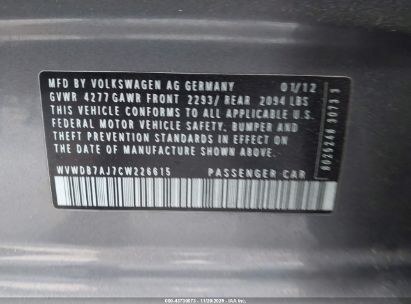 MFD BY VOLKSWAGEN AG GERMANY 01/12
GVWR 4277 GAWR FRONT 2293/ REAR 2094 LBS
THIS VEHICLE CONFORMS TO ALL APPLICABLE U.S.
FEDERAL MOTOR VEHICLE SAFETY, BUMPER AND
THEFT PREVENTION STANDARDS IN EFFECT ON
THE DATE OF MANUFACTURE SHOWN ABOVE.
WVWDB7AJ7CW226615 PASSENGER CAR